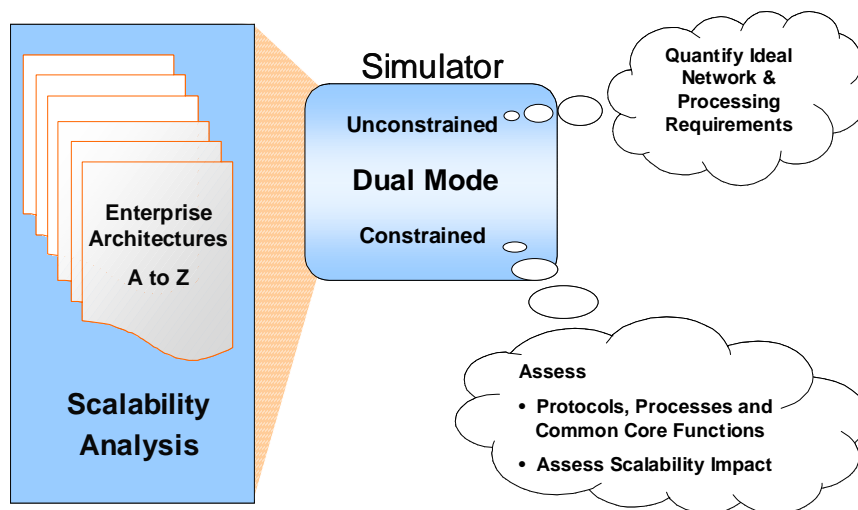 Enterprise
Architectures
A to Z
Scalability
Analysis
Simulator
Unconstrained
Dual Mode
Constrained
Quantify Ideal
Network &
Processing
Requirements
Assess
• Protocols, Processes and
Common Core Functions
• Assess Scalability Impact